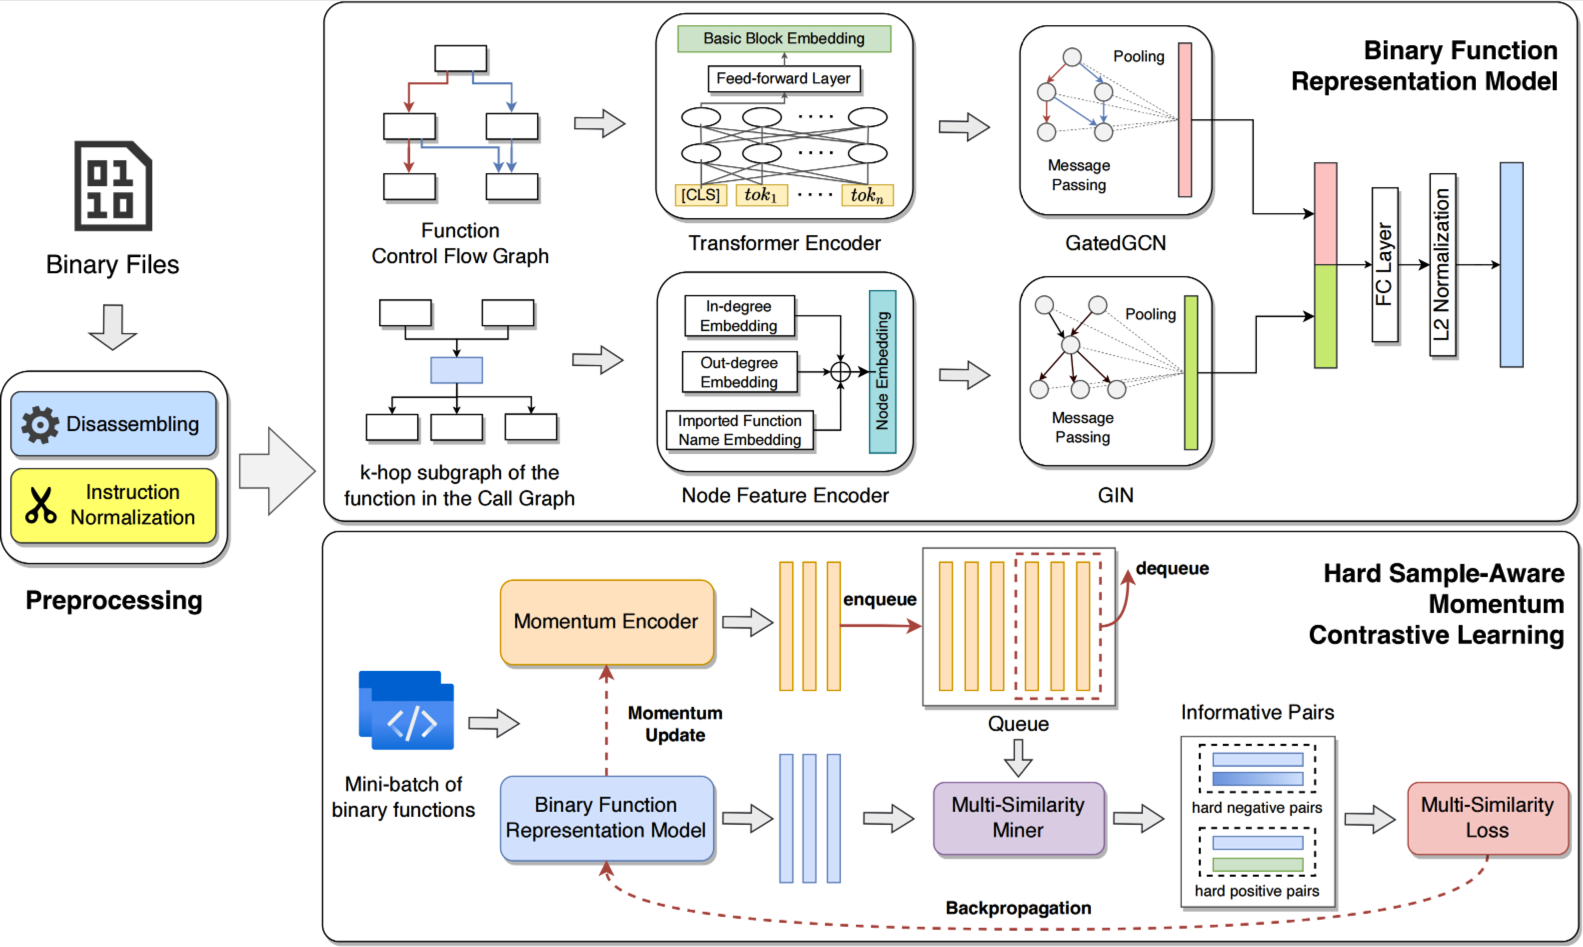 01
10
Binary Files
Disassembling
Instruction
Normalization
Preprocessing
Binary Function
Representation Model
Function
Control Flow Graph
Basic Block Embedding
Feed-forward Layer
[CLS] tok1 .... tokn
Transformer Encoder
Pooling
Message
Passing
GatedGCN
k-hop subgraph of the
function in the Call Graph
In-degree
Embedding
Out-degree
Embedding
Imported Function
Name Embedding
Node Embedding
Node Feature Encoder
Pooling
Message
Passing
GIN
FC Layer
L2 Normalization
Hard Sample-Aware
Momentum
Contrastive Learning
</>
Mini-batch of
binary functions
Momentum Encoder
Momentum
Update
Binary Function
Representation Model
enqueue
dequeue
Queue
Multi-Similarity
Miner
Informative Pairs
hard negative pairs
hard positive pairs
Multi-Similarity
Loss
Backpropagation